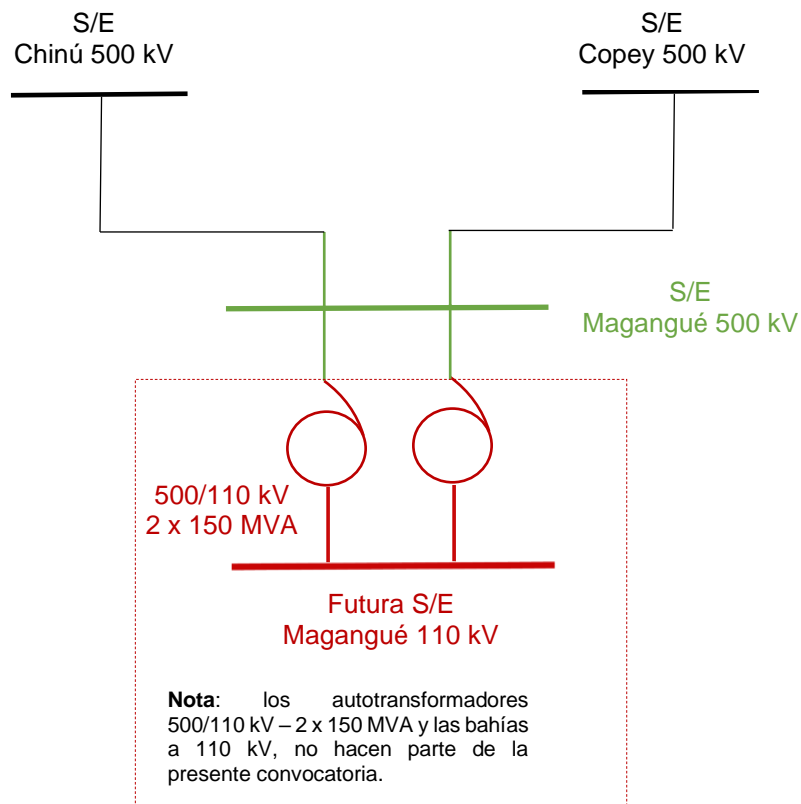 S/E
Chinú 500 kV
S/E
Copey 500 kV
S/E
Magangué 500 kV
500/110 kV
2 x 150 MVA
Futura S/E
Magangué 110 kV
Nota: los autotransformadores
500/110 kV – 2 x 150 MVA y las bahías
a 110 kV, no hacen parte de la
presente convocatoria.